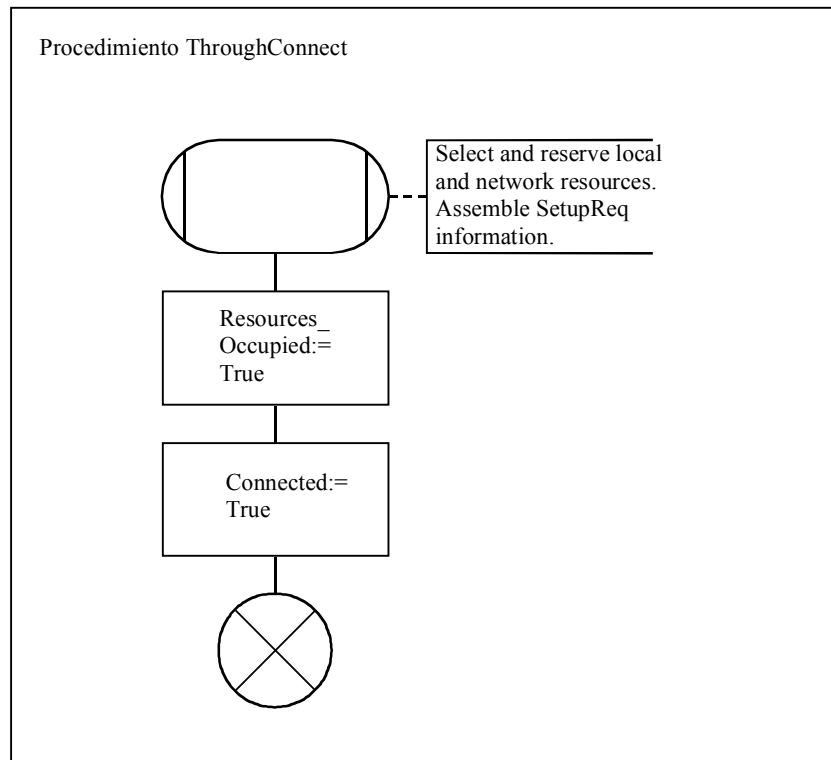 Procedimiento ThroughConnect
Select and reserve local
and network resources.
Assemble SetupReq
information.
Resources_
Occupied:=
True
Connected:=
True